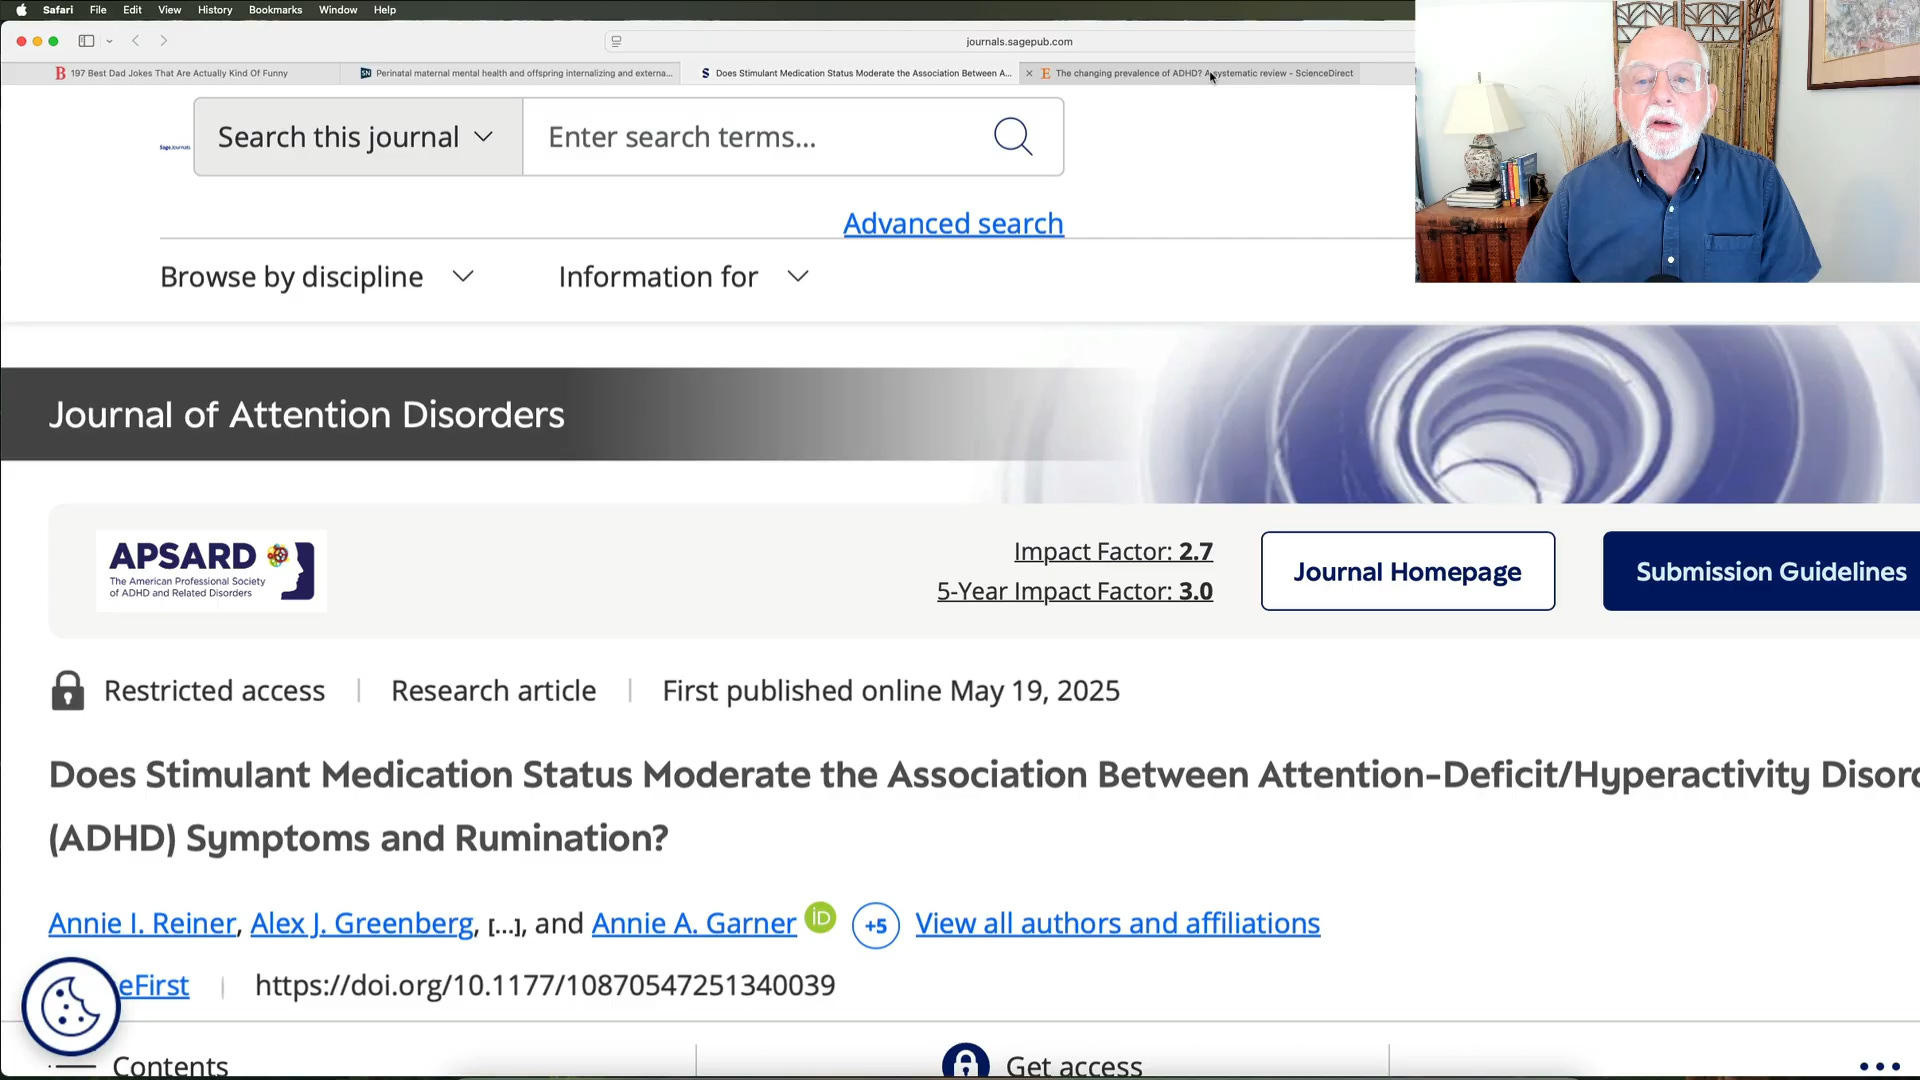 Safari File Edit View History Bookmarks Window Help
journals.sagepub.com
197 Best Dad Jokes That Are Actually Kind Of Funny
Perinatal maternal mental health and offspring internalizing and externa...
Does Stimulant Medication Status Moderate the Association Between A...
The changing prevalence of ADHD? A systematic review - ScienceDirect
Sage Journals
Search this journal
Enter search terms...
Advanced search
Browse by discipline
Information for
Journal of Attention Disorders
APSARD
The American Professional Society
of ADHD and Related Disorders
Impact Factor: 2.7
5-Year Impact Factor: 3.0
Journal Homepage
Submission Guidelines
Restricted access | Research article | First published online May 19, 2025
Does Stimulant Medication Status Moderate the Association Between Attention-Deficit/Hyperactivity Disord
(ADHD) Symptoms and Rumination?
Annie I. Reiner, Alex J. Greenberg, [...], and Annie A. Garner iD +5 View all authors and affiliations
eFirst | https://doi.org/10.1177/10870547251340039
Contents
Get access